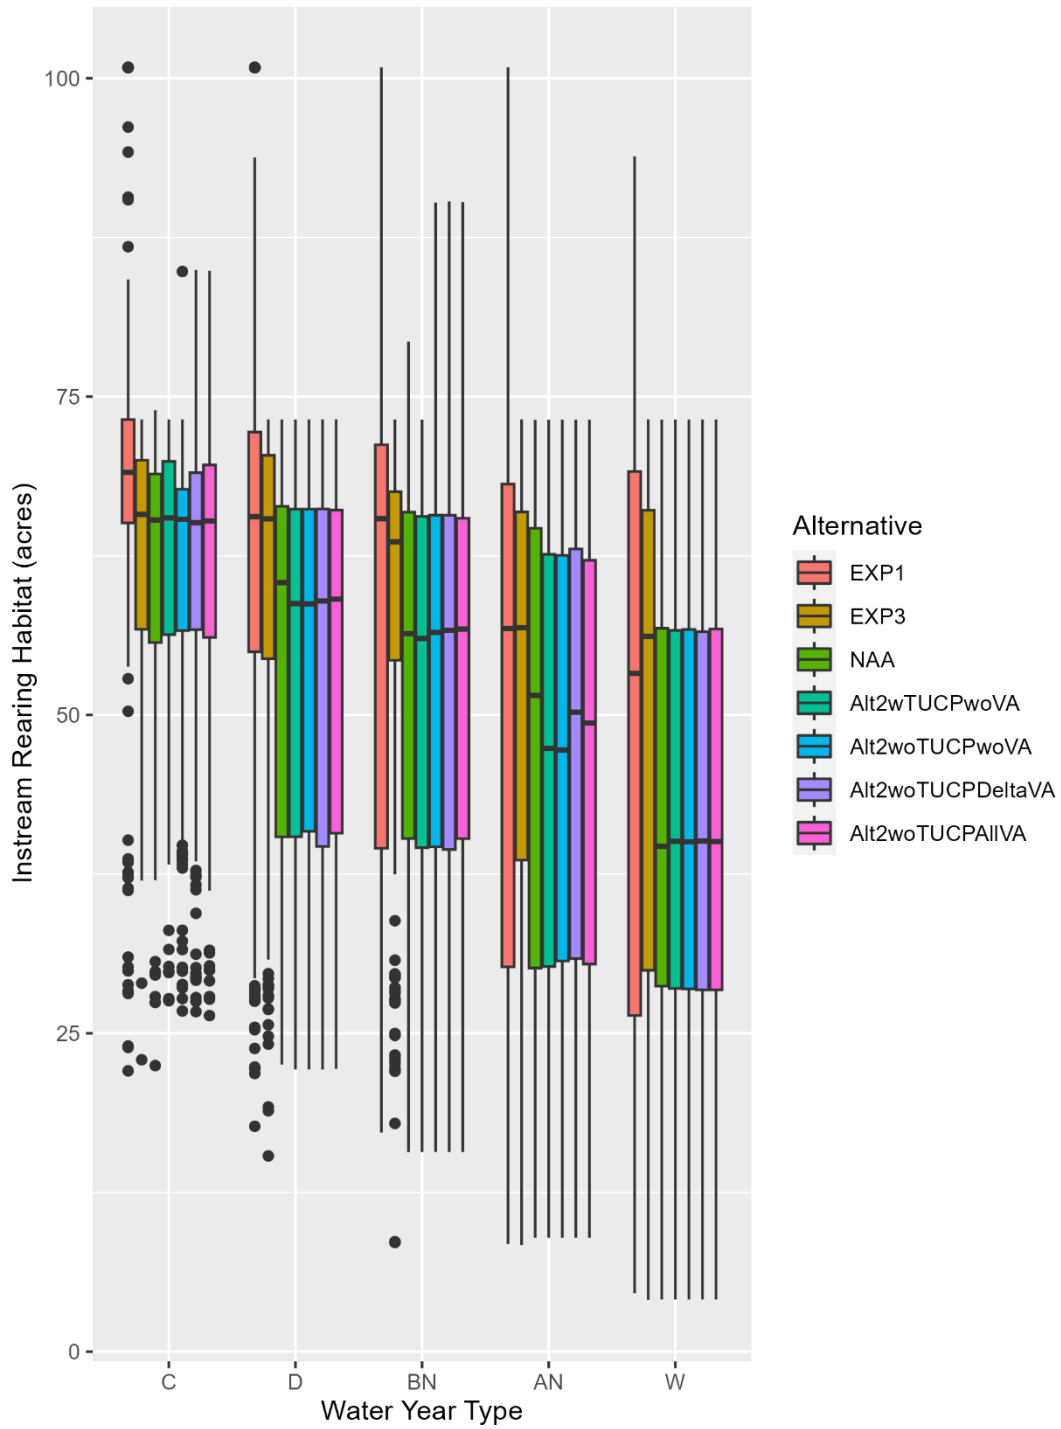 100
75
50
25
0
Instream Rearing Habitat (acres)
C D BN AN W
Water Year Type
Alternative
EXP1
EXP3
NAA
Alt2wTUCPwoVA
Alt2woTUCPwoVA
Alt2woTUCPDeltaVA
Alt2woTUCPAllVA